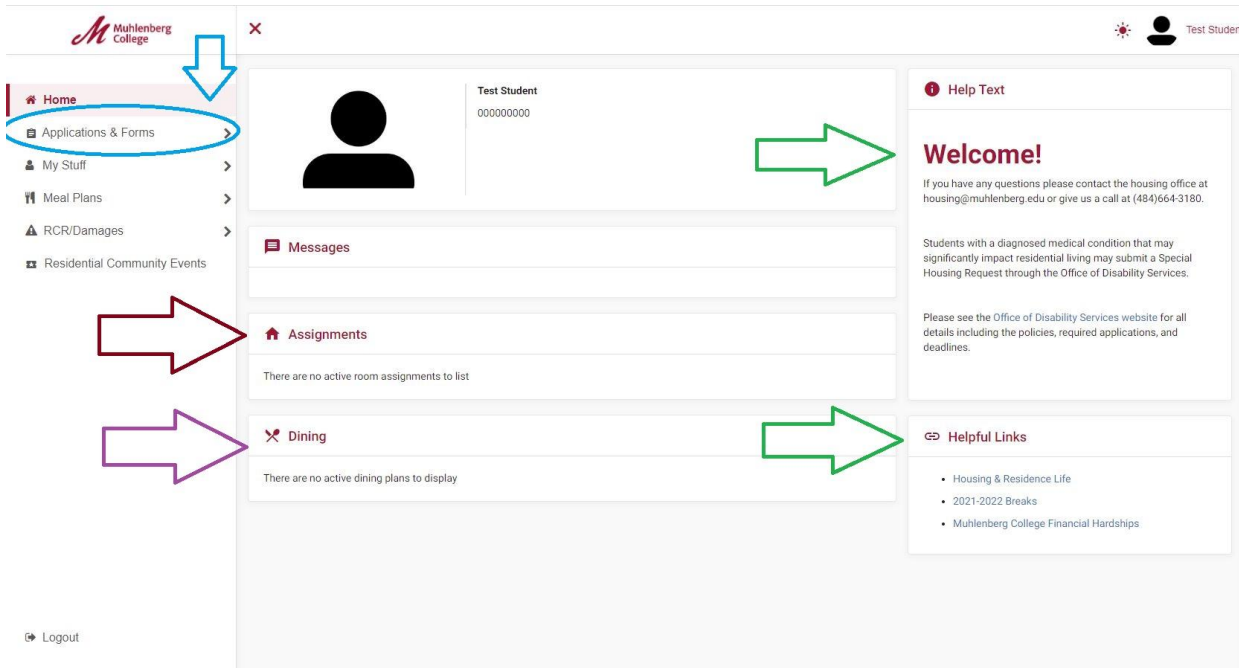 Muhlenberg
College
Test Studen
Home
Applications & Forms
My Stuff
Meal Plans
RCR/Damages
Residential Community Events
Logout
Test Student
000000000
Messages
Assignments
There are no active room assignments to list
Dining
There are no active dining plans to display
Help Text
Welcome!
If you have any questions please contact the housing office at
housing@muhlenberg.edu or give us a call at (484)664-3180.
Students with a diagnosed medical condition that may
significantly impact residential living may submit a Special
Housing Request through the Office of Disability Services.
Please see the Office of Disability Services website for all
details including the policies, required applications, and
deadlines.
Helpful Links
Housing & Residence Life
2021-2022 Breaks
Muhlenberg College Financial Hardships